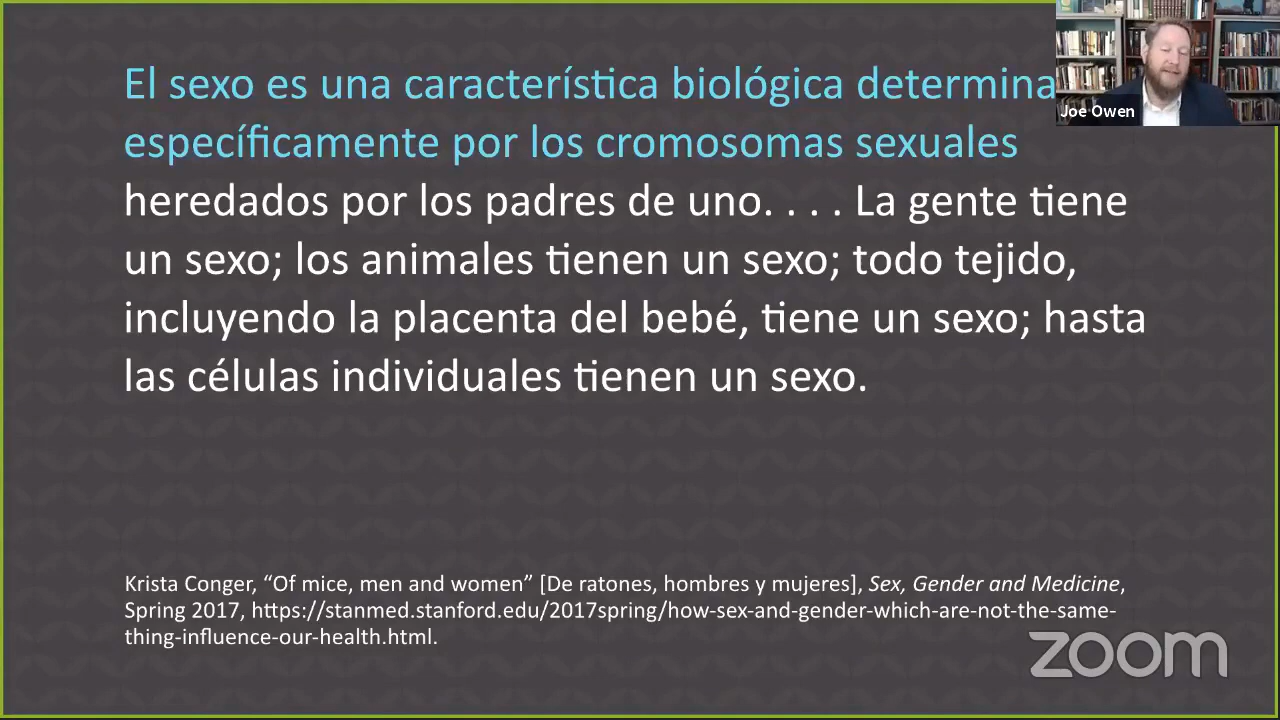 El sexo es una característica biológica determina
específicamente por los cromosomas sexuales
heredados por los padres de uno. . . . La gente tiene
un sexo; los animales tienen un sexo; todo tejido,
incluyendo la placenta del bebé, tiene un sexo; hasta
las células individuales tienen un sexo.
Joe Owen
Krista Conger, “Of mice, men and women” [De ratones, hombres y mujeres], Sex, Gender and Medicine,
Spring 2017, https://stanmed.stanford.edu/2017spring/how-sex-and-gender-which-are-not-the-same-
thing-influence-our-health.html.
zoom